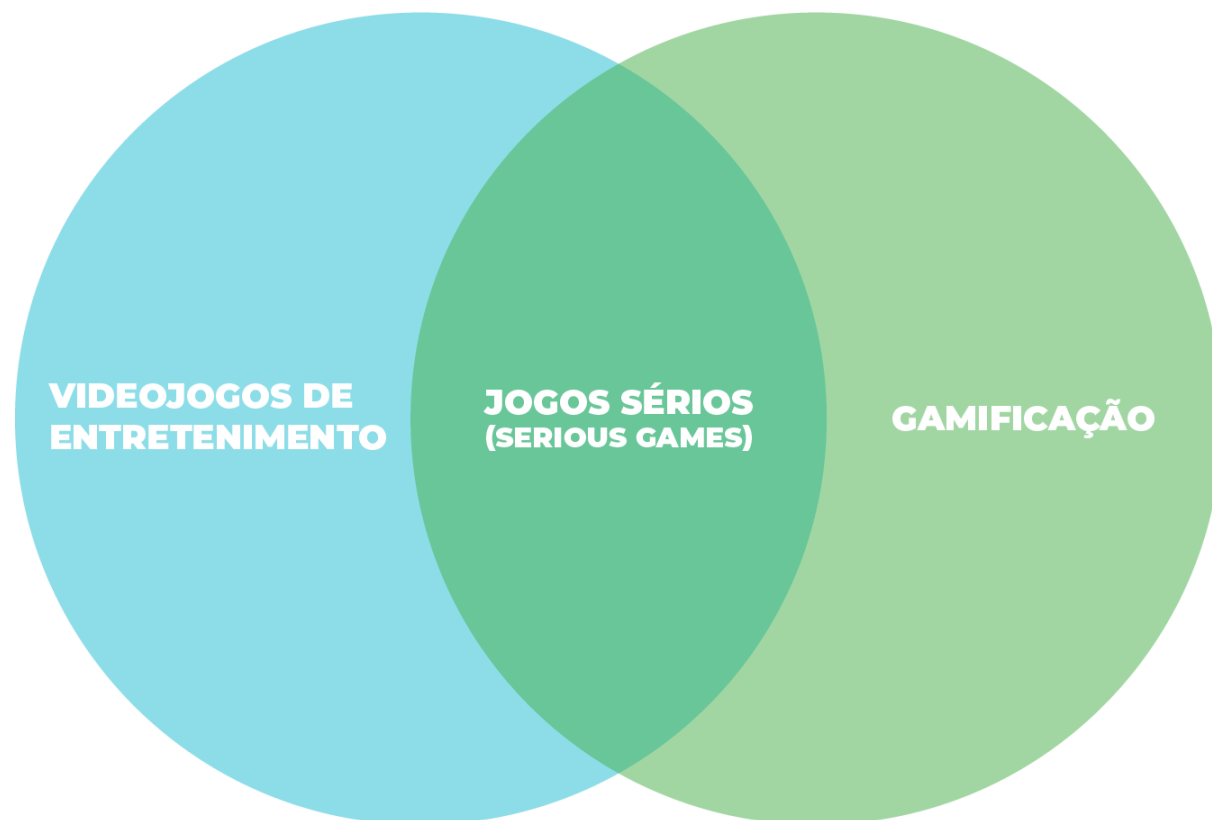 VIDEOJOGOS DE
ENTRETENIMENTO
JOGOS SÉRIOS
(SERIOUS GAMES)
GAMIFICAÇÃO